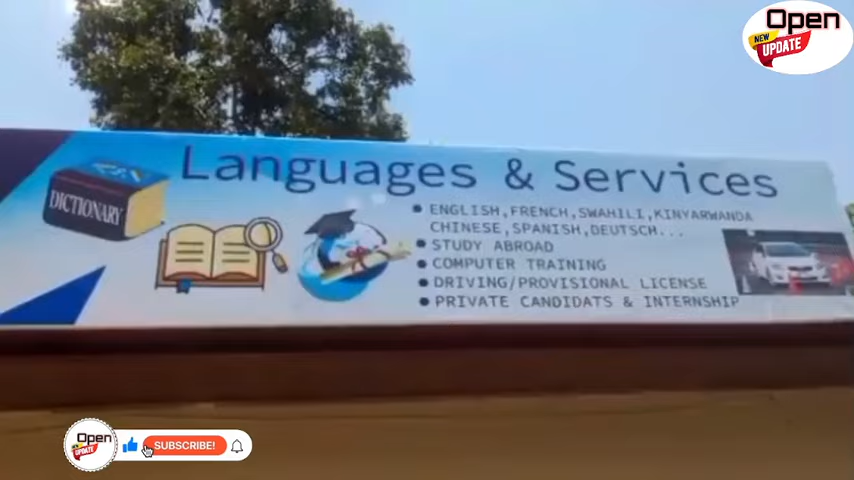 Open
NEW
UPDATE
Languages & Services
DICTIONARY
ENGLISH,FRENCH,SWAHILI,KINYARWANDA
CHINESE,SPANISH,DEUTSCH...
STUDY ABROAD
COMPUTER TRAINING
DRIVING/PROVISIONAL LICENSE
PRIVATE CANDIDATS & INTERNSHIP
Open
UPDATE
SUBSCRIBE!